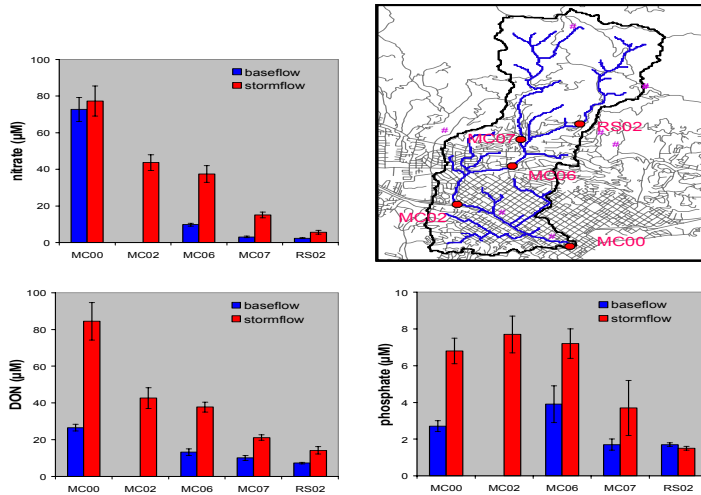 baseflow
stormflow
nitrate (µM)
100
80
60
40
20
0
MC00 MC02 MC06 MC07 RS02
#
#
#
#
RS02
MC07
MC06
MC02
#
#
MC00
baseflow
stormflow
DON (µM)
100
80
60
40
20
0
MC00 MC02 MC06 MC07 RS02
baseflow
stormflow
phosphate (µM)
10
8
6
4
2
0
MC00 MC02 MC06 MC07 RS02